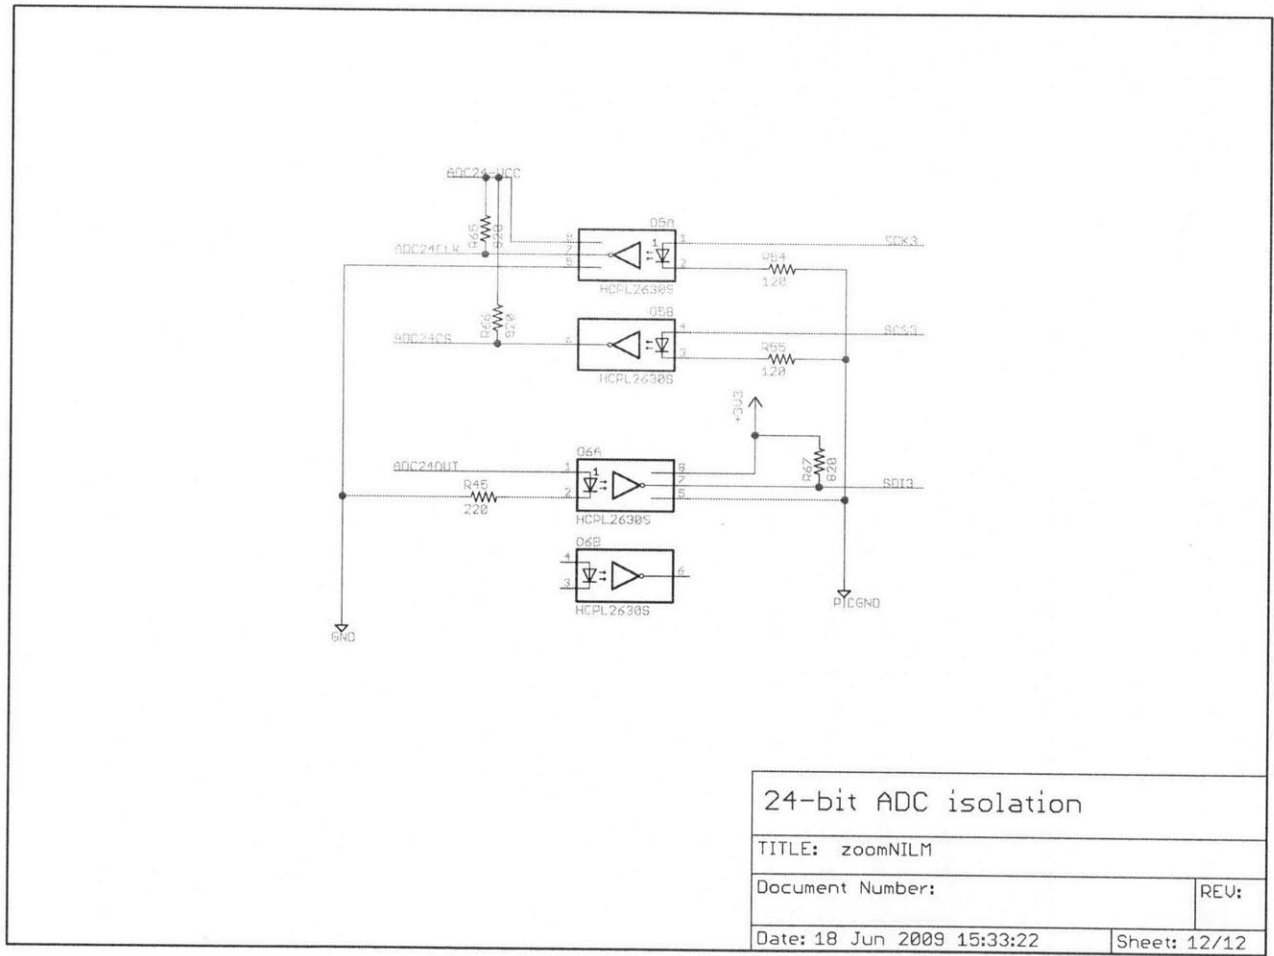 ADC24-VCC
R65
820
O5A
ADC24CLK
8
7
5
1
1
2
SCK3
R54
120
HCPL2630S
R66
820
O5B
ADC24CS
6
4
3
SCS3
R55
120
HCPL2630S
+3V3
O6A
ADC24OUT
1
1
2
8
7
5
R67
820
SDI3
R45
220
HCPL2630S
O6B
4
3
6
HCPL2630S
PICGND
GND
24-bit ADC isolation
TITLE: zoomNILM
Document Number:
REV:
Date: 18 Jun 2009 15:33:22
Sheet: 12/12